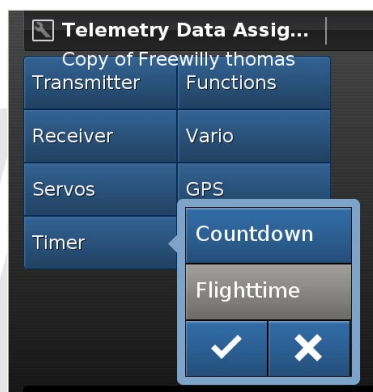 Telemetry Data Assig...
Copy of Freewilly thomas
Transmitter Functions
Receiver Vario
Servos GPS
Timer Countdown
Flighttime